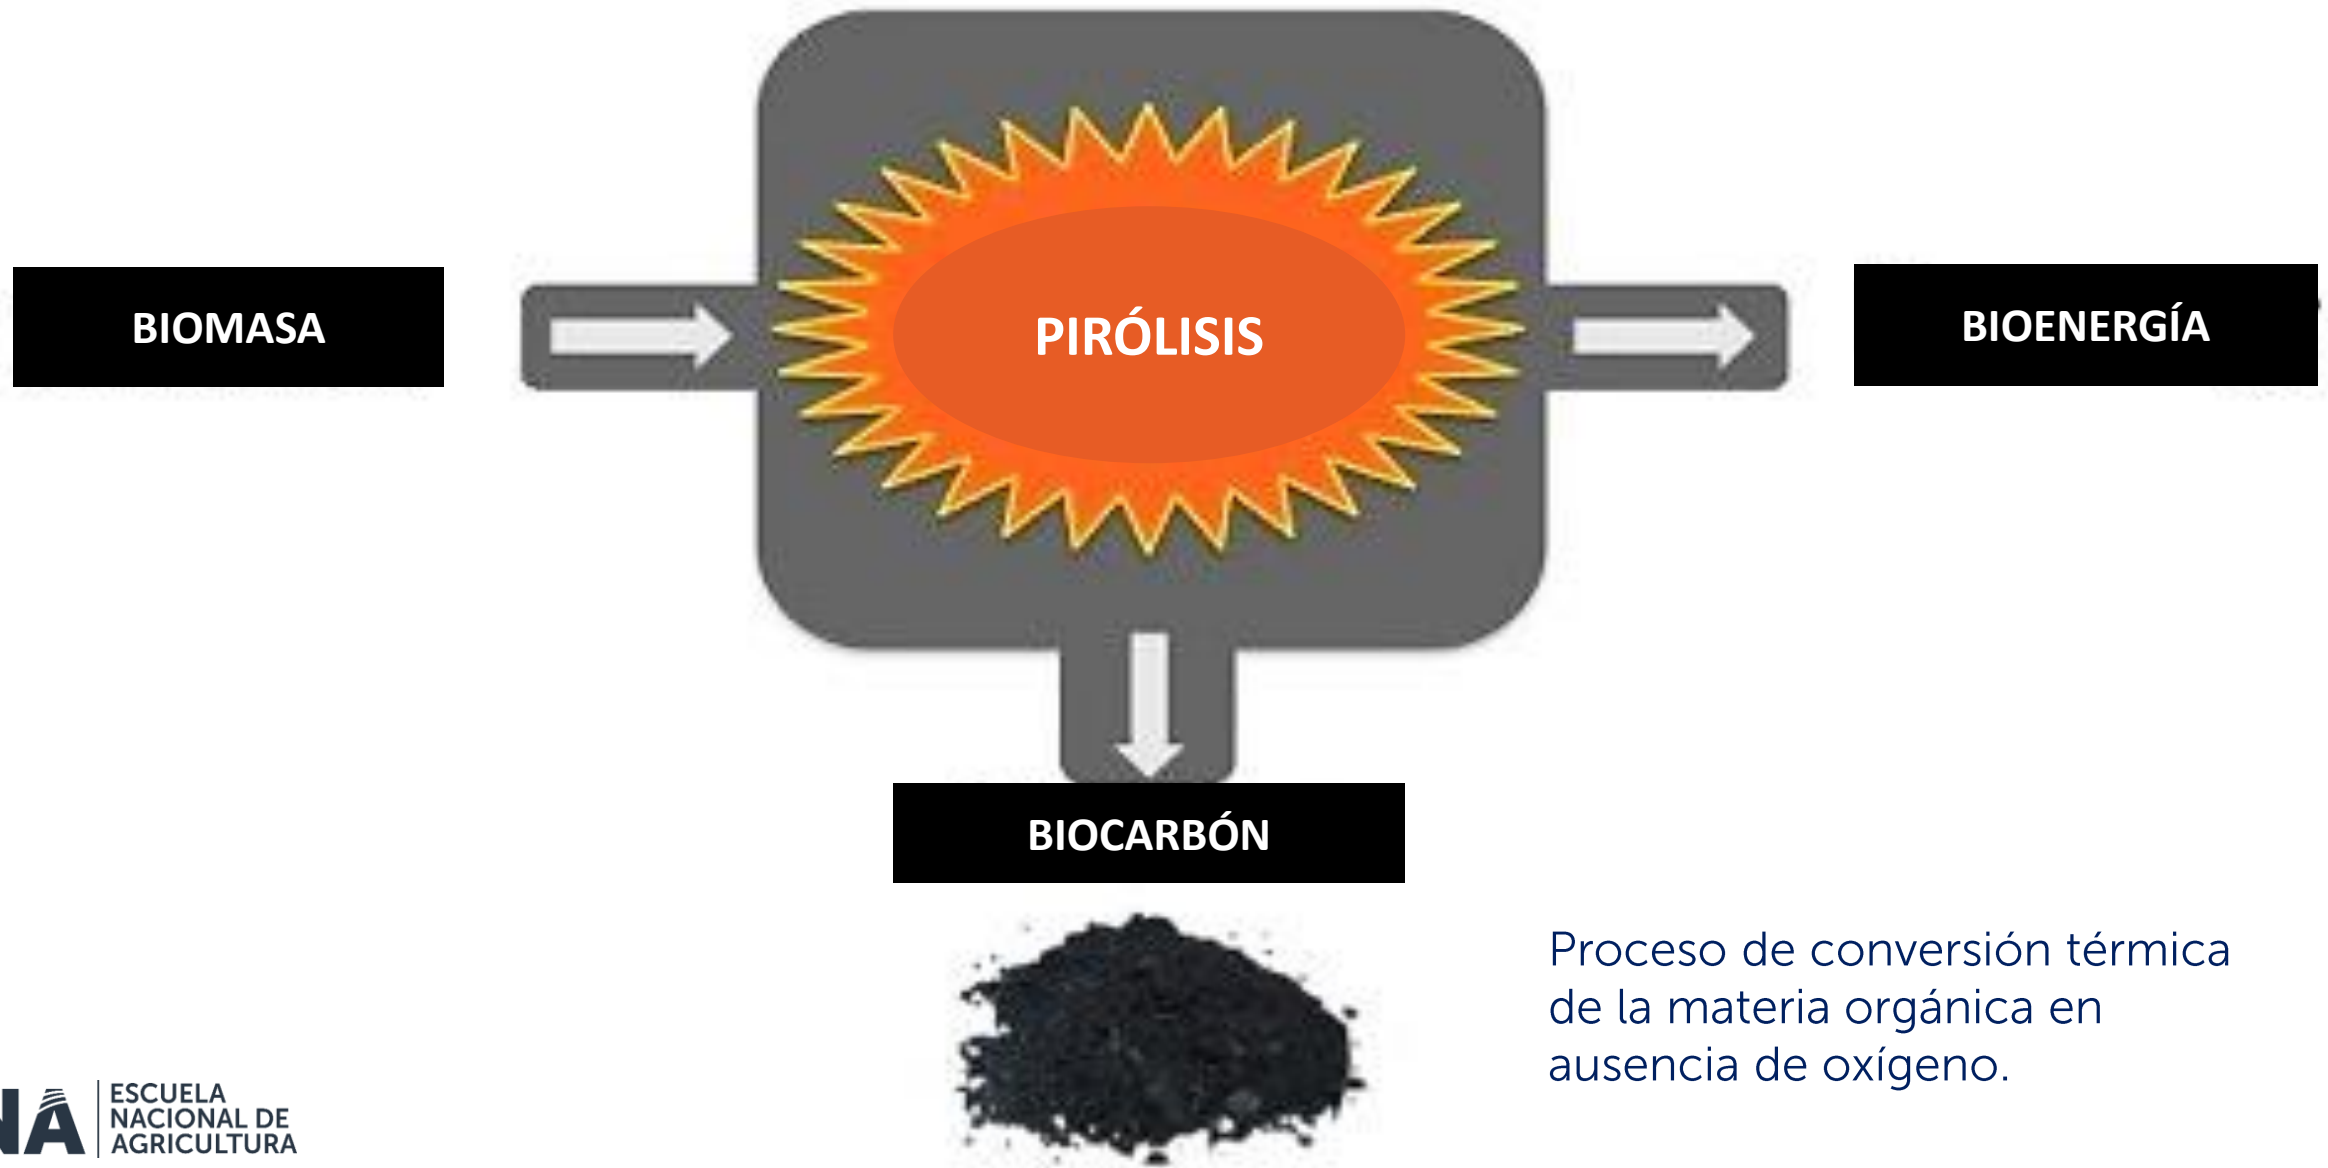 BIOMASA
PIRÓLISIS
BIOENERGÍA
BIOCARBÓN
Proceso de conversión térmica
de la materia orgánica en
ausencia de oxígeno.
NA
ESCUELA
NACIONAL DE
AGRICULTURA